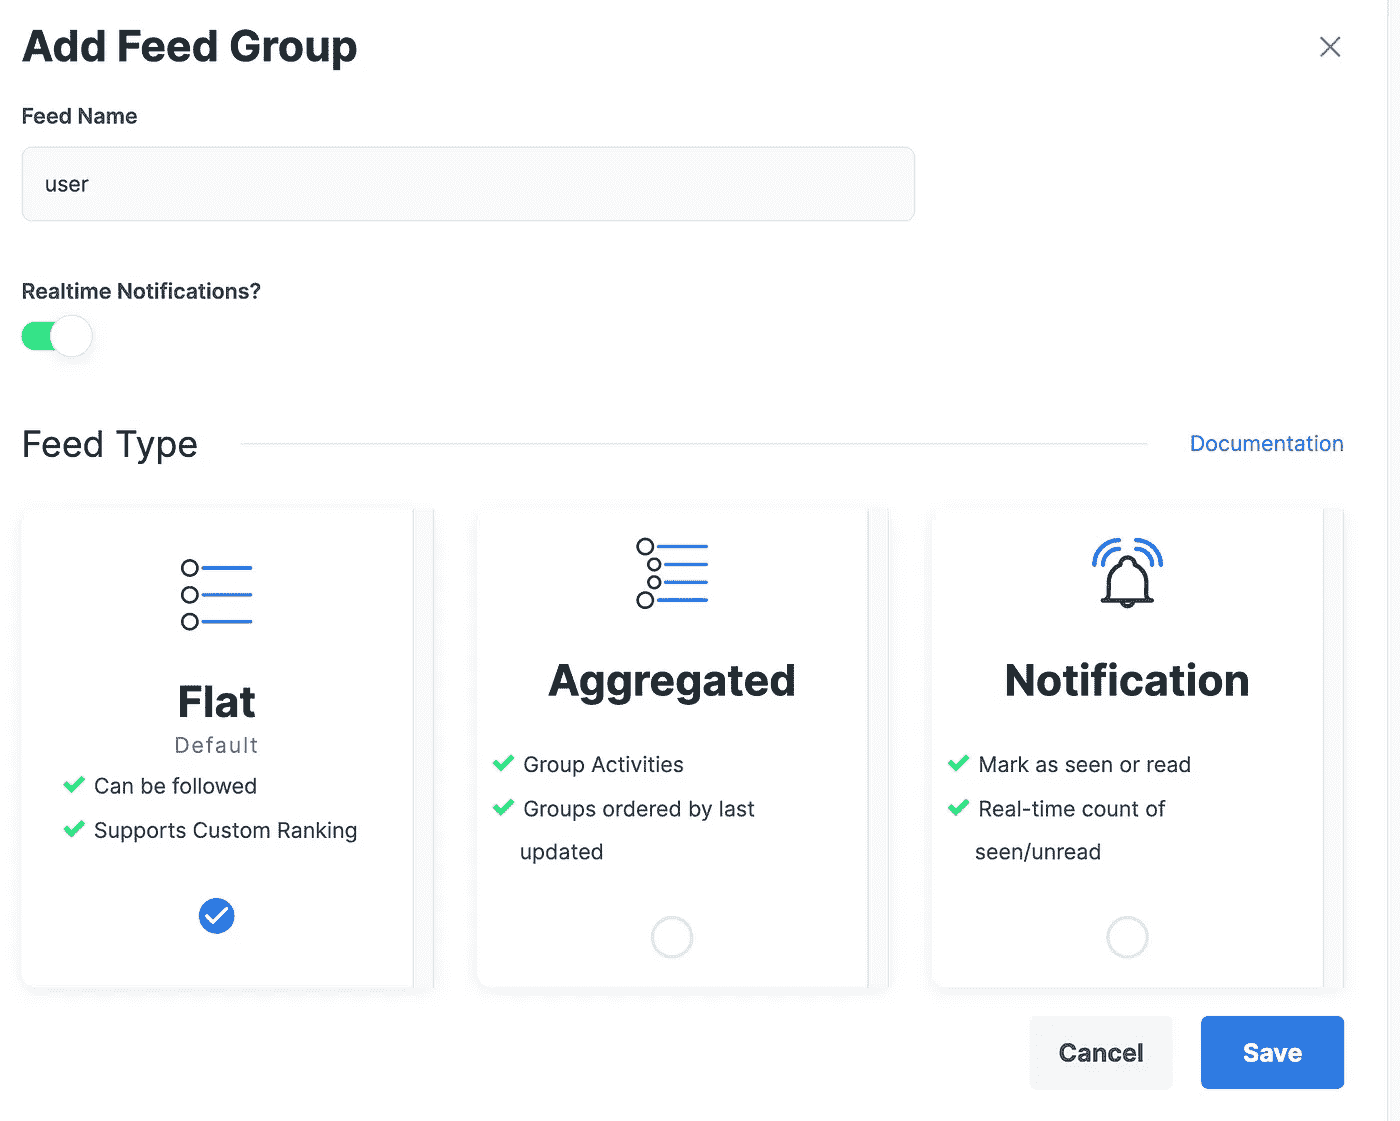 Add Feed Group
Feed Name
user
Realtime Notifications?
Feed Type
Documentation
Flat
Default
Can be followed
Supports Custom Ranking
Aggregated
Group Activities
Groups ordered by last
updated
Notification
Mark as seen or read
Real-time count of
seen/unread
Cancel
Save